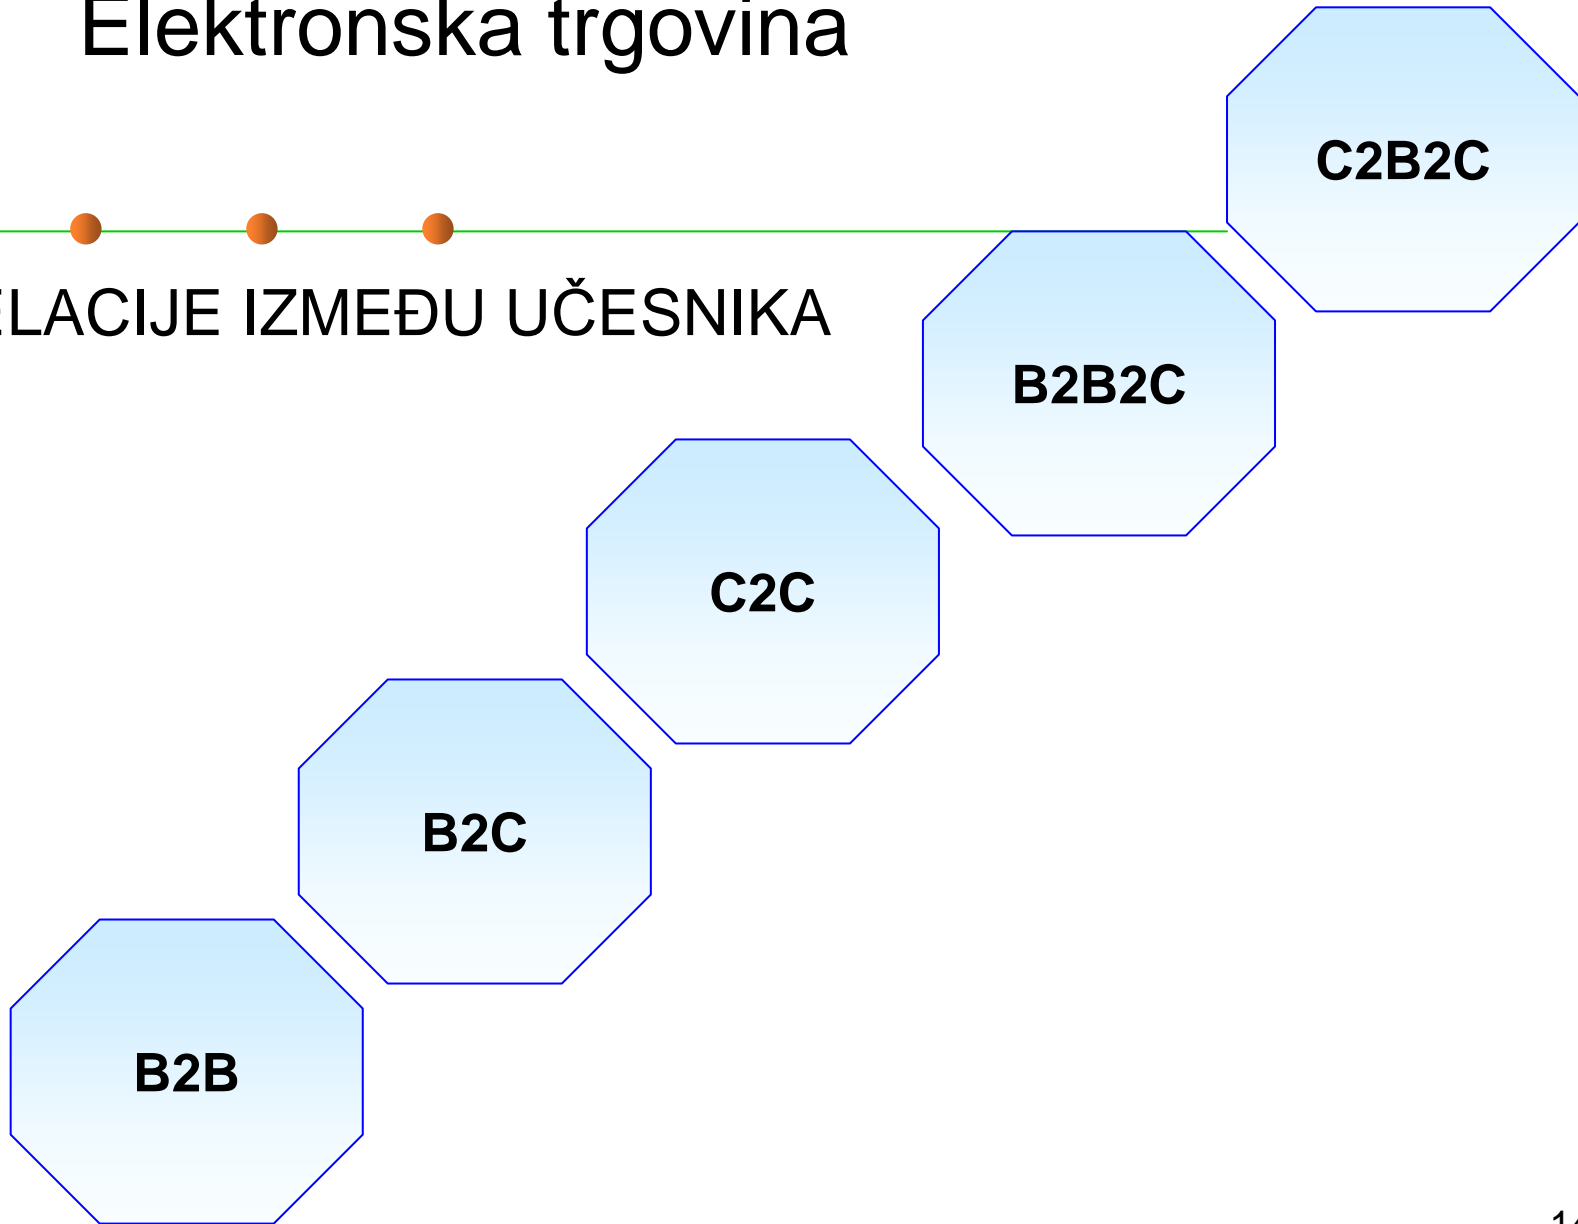 Elektronska trgovina
C2B2C
ELACIJE IZMEĐU UČESNIKA
B2B2C
C2C
B2C
B2B